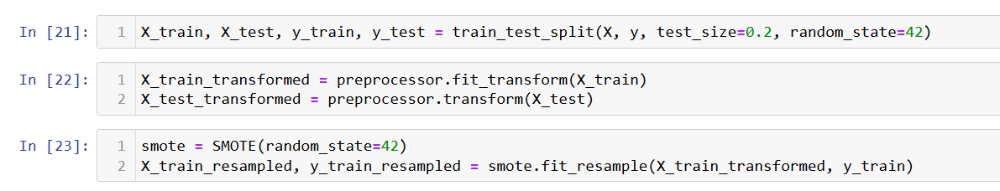 In [21]: 1 X_train, X_test, y_train, y_test = train_test_split(X, y, test_size=0.2, random_state=42)
In [22]: 1 X_train_transformed = preprocessor.fit_transform(X_train)
2 X_test_transformed = preprocessor.transform(X_test)
In [23]: 1 smote = SMOTE(random_state=42)
2 X_train_resampled, y_train_resampled = smote.fit_resample(X_train_transformed, y_train)